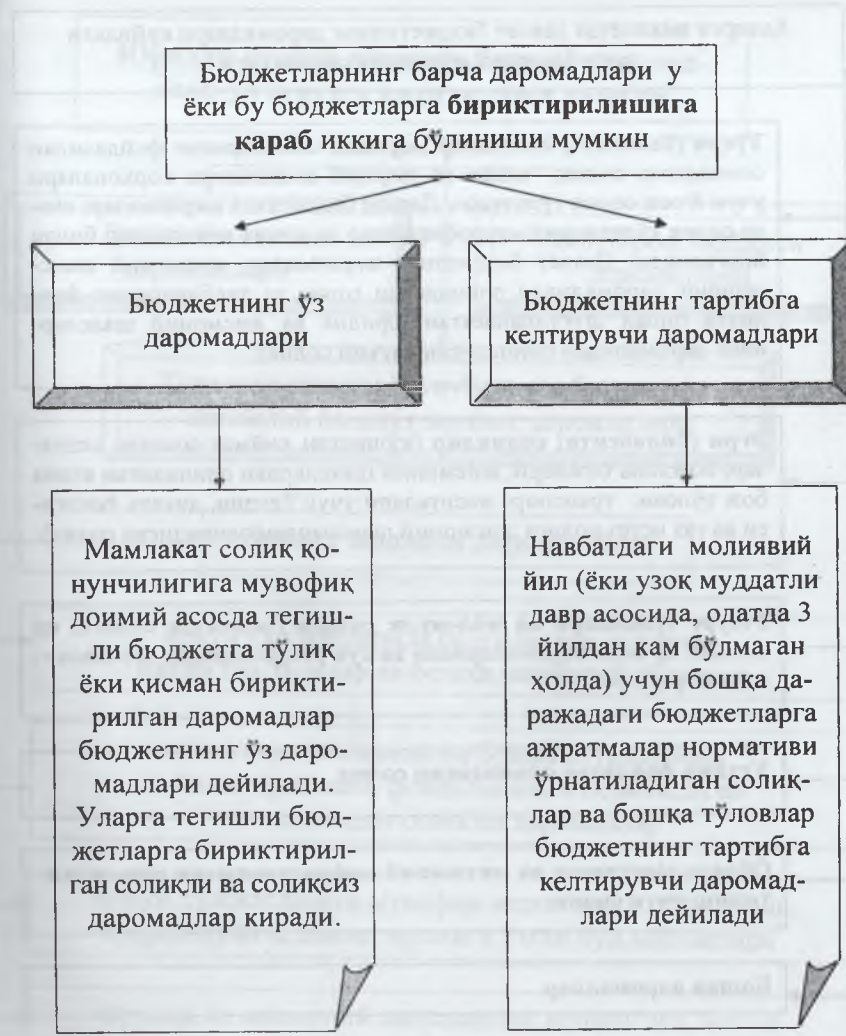 Бюджетларнинг барча даромадлари у
ёки бу бюджетларга бириктирилишига
қараб иккига бўлиниши мумкин
Бюджетнинг ўз
даромадлари
Бюджетнинг тартибга
келтирувчи даромадлари
Мамлакат солиқ қо-
нунчилигига мувофиқ
доимий асосда тегиш-
ли бюджетга тўлиқ
ёки қисман бирикти-
рилган даромадлар
бюджетнинг ўз даро-
мадлари дейилади.
Уларга тегишли бюд-
жетларга бириктирил-
ган солиқли ва солиқсиз
даромадлар киради.
Навбатдаги молиявий
йил (ёки узоқ муддатли
давр асосида, одатда 3
йилдан кам бўлмаган
ҳолда) учун бошқа да-
ражадаги бюджетларга
ажратмалар нормативи
ўрнатиладиган солиқ-
лар ва бошқа тўловлар
бюджетнинг тартибга
келтирувчи даромад-
лари дейилади